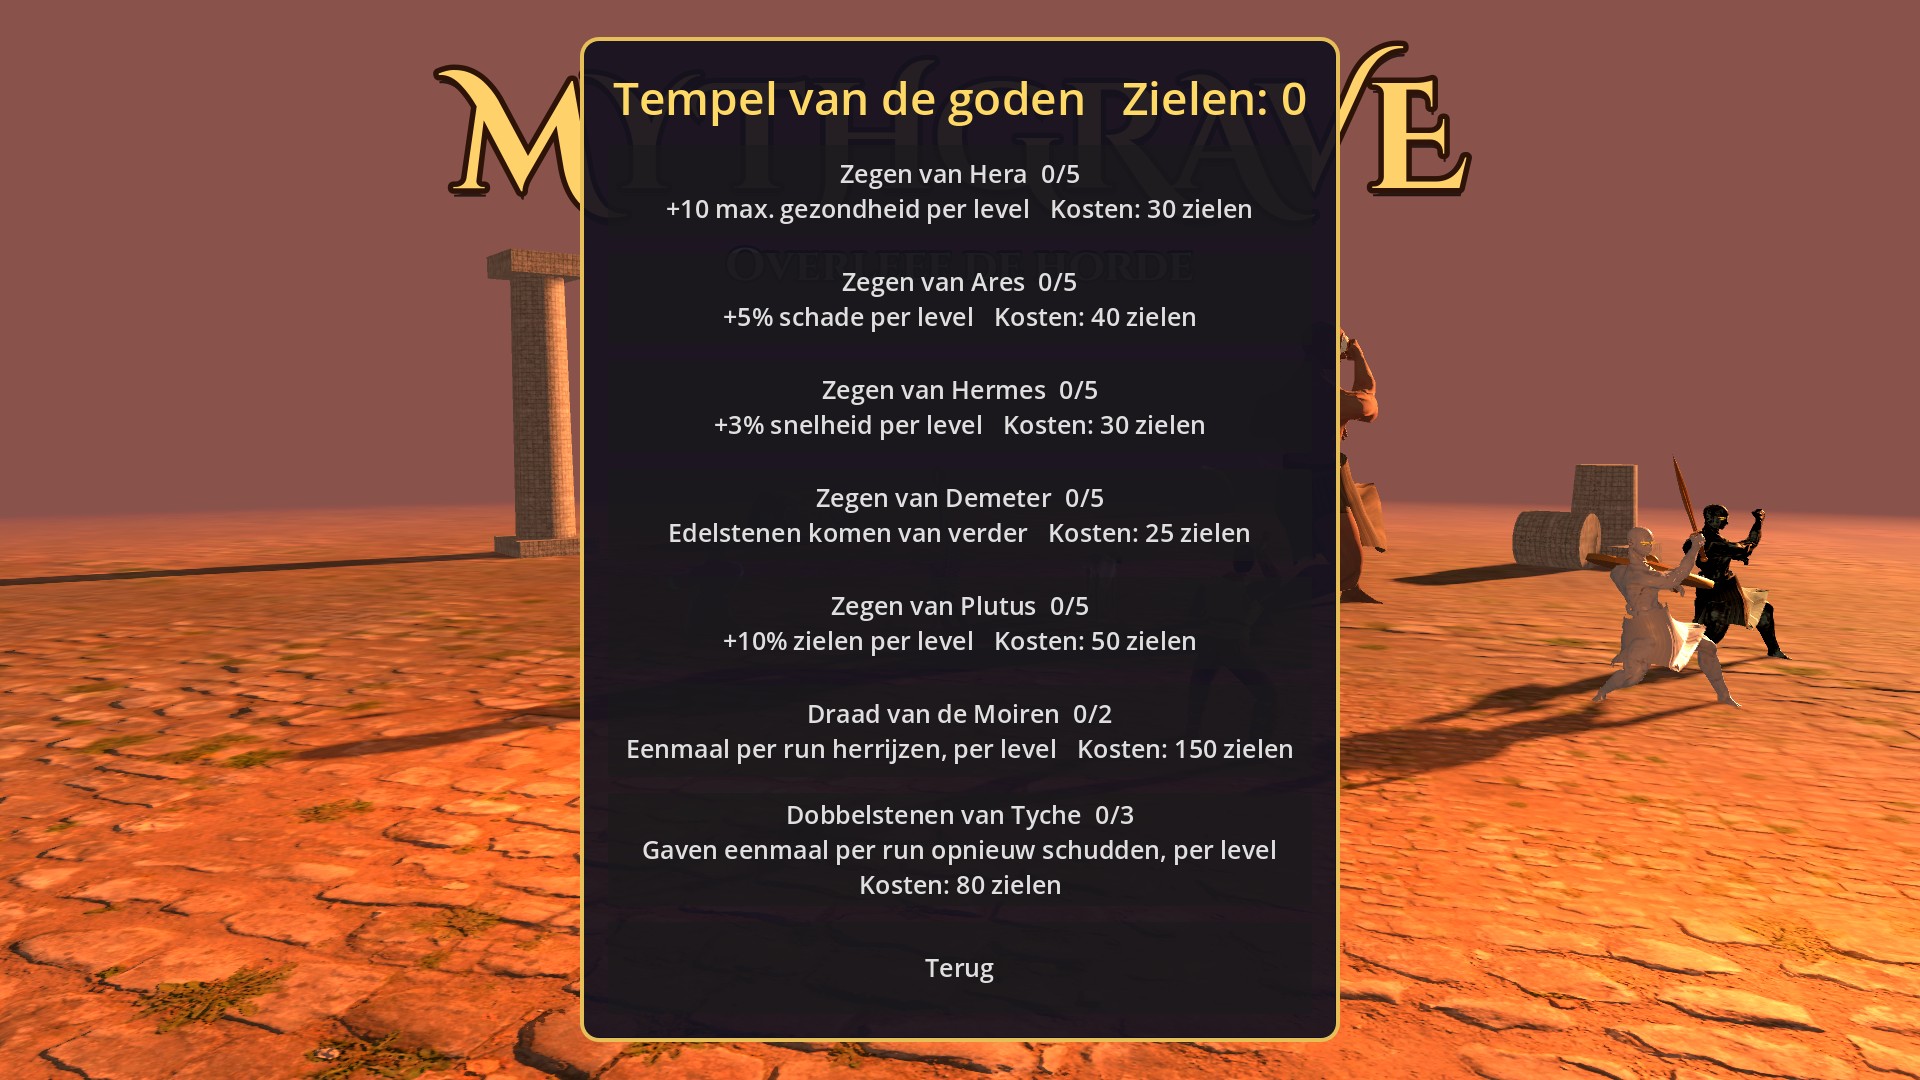 MYTHGRAVE
Tempel van de goden Zielen: 0
Zegen van Hera 0/5
+10 max. gezondheid per level Kosten: 30 zielen
OVERLEEF DE HORDE
Zegen van Ares 0/5
+5% schade per level Kosten: 40 zielen
Zegen van Hermes 0/5
+3% snelheid per level Kosten: 30 zielen
Zegen van Demeter 0/5
Edelstenen komen van verder Kosten: 25 zielen
Zegen van Plutus 0/5
+10% zielen per level Kosten: 50 zielen
Draad van de Moiren 0/2
Eenmaal per run herrijzen, per level Kosten: 150 zielen
Dobbelstenen van Tyche 0/3
Gaven eenmaal per run opnieuw schudden, per level
Kosten: 80 zielen
Terug